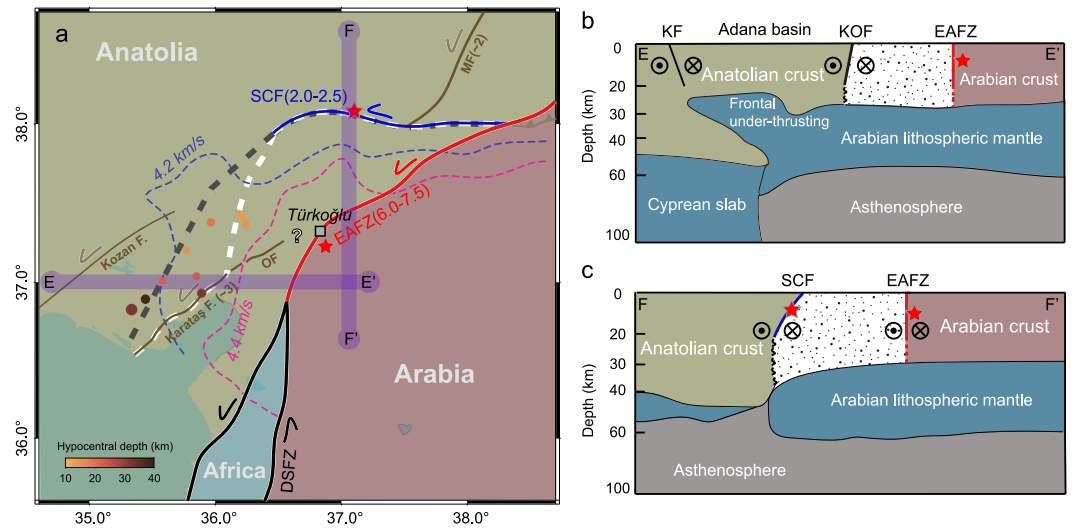 a
Anatolia
F
MF(~2)
SCF(2.0-2.5)
38.0°
4.2 km/s
EAFZ(6.0-7.5)
Türkoğlu
?
Kozan F.
OF
37.0°
E
E'
Karataş F. (~3)
4.4 km/s
F'
Arabia
36.0°
Hypocentral depth (km)
10 20 30 40
Africa
DSFZ
35.0° 36.0° 37.0° 38.0°
b
KF Adana basin KOF EAFZ
0 E E'
Anatolian crust Arabian crust
20
30
Frontal
under-thrusting
Arabian lithospheric mantle
40
60
Cyprean slab Asthenosphere
100
Depth (km)
c
SCF EAFZ
0 F F'
Arabian crust
20
Anatolian crust
30
40
Arabian lithospheric mantle
60
Asthenosphere
100
Depth (km)